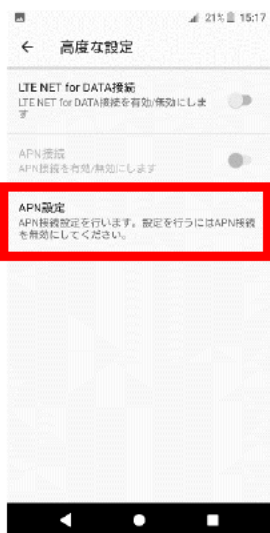 21% 15:17
← 高度な設定
LTE NET for DATA接続
LTE NET for DATA接続を有効/無効にしま
す
APN接続
APN接続を有効/無効にします
APN設定
APN接続設定を行います。設定を行うにはAPN接続
を無効にしてください。